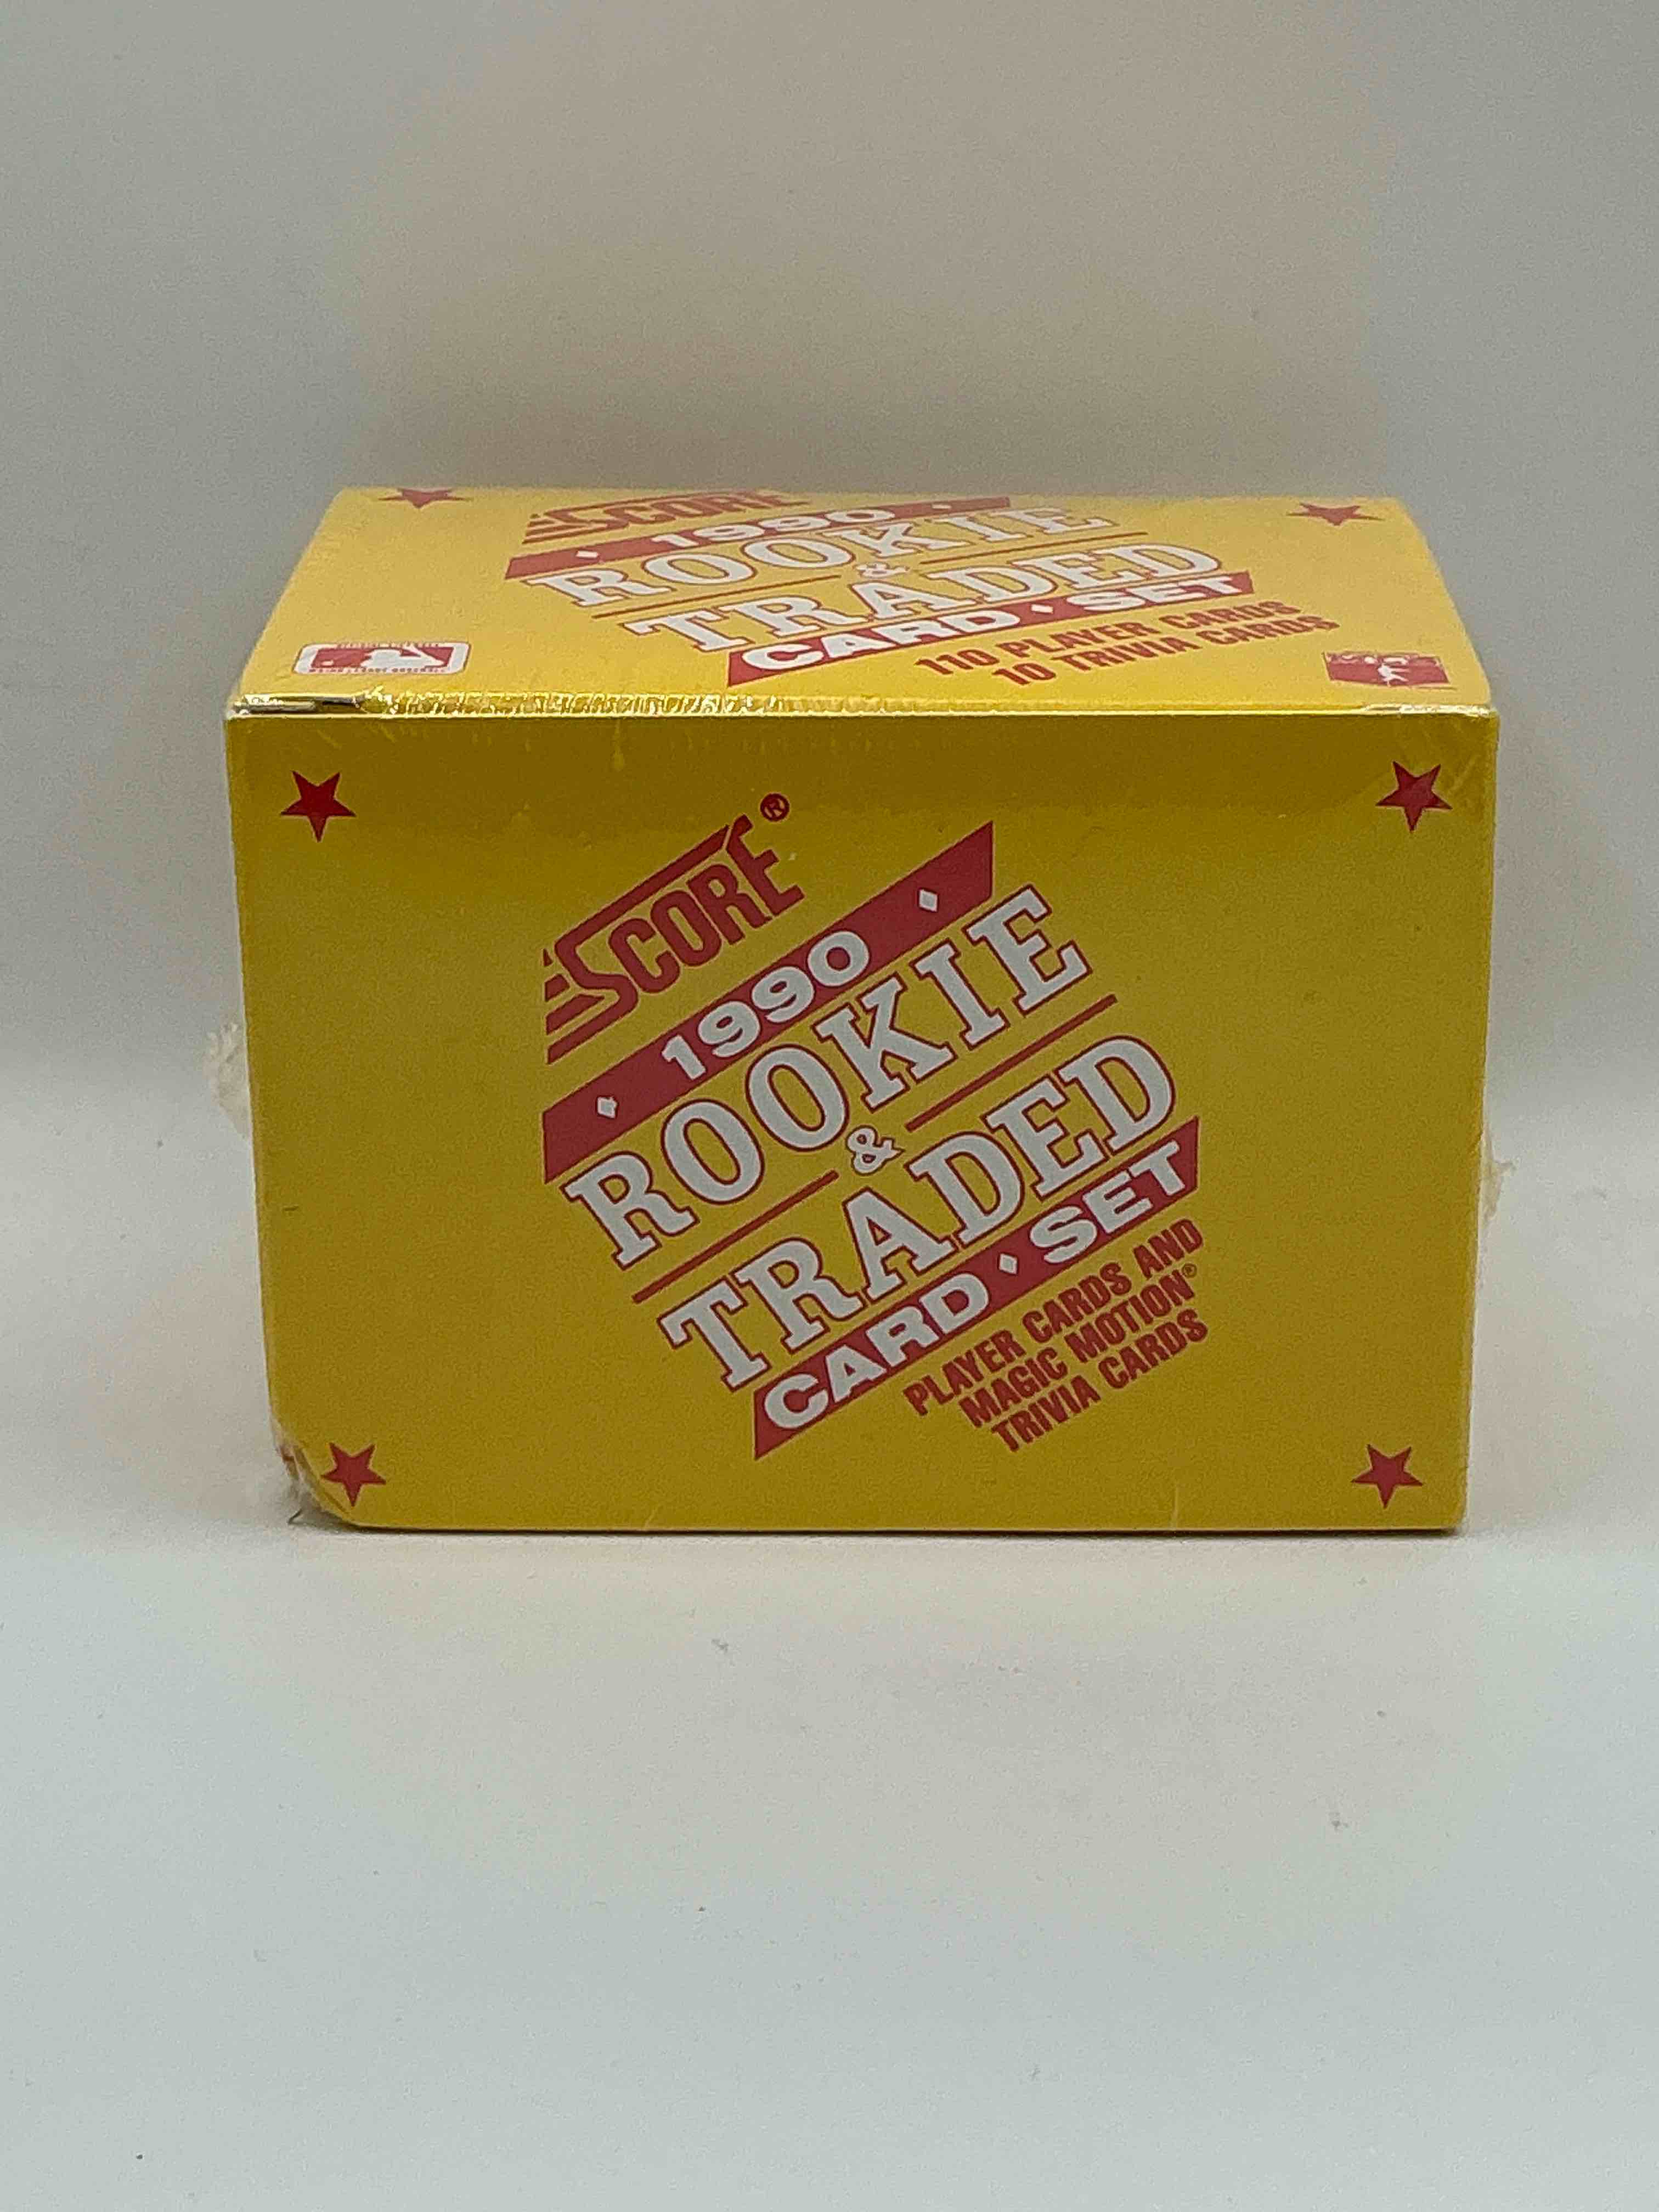 SCORE
1990
ROOKIE
&
TRADED
CARD SET
110 PLAYER CARDS
10 TRIVIA CARDS
SCORE®
1990
ROOKIE
&
TRADED
CARD SET
PLAYER CARDS AND
MAGIC MOTION®
TRIVIA CARDS